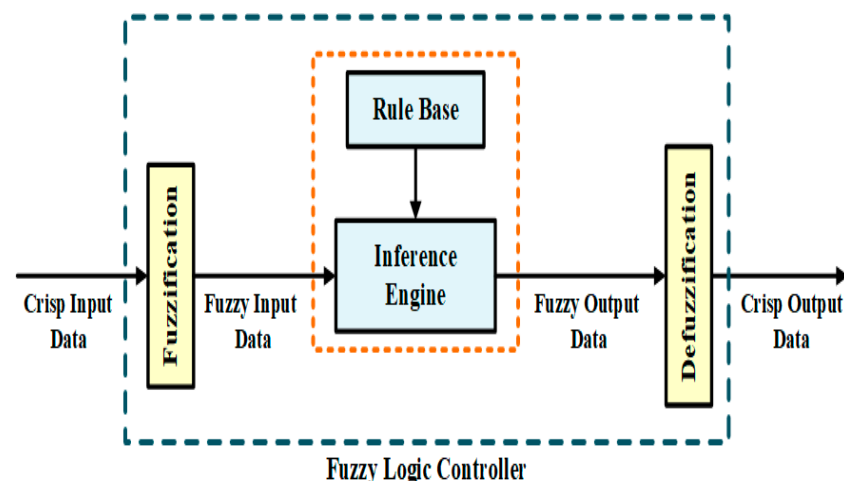 Rule Base
Fuzzification
Inference
Engine
Defuzzification
Crisp Input
Data
Fuzzy Input
Data
Fuzzy Output
Data
Crisp Output
Data
Fuzzy Logic Controller